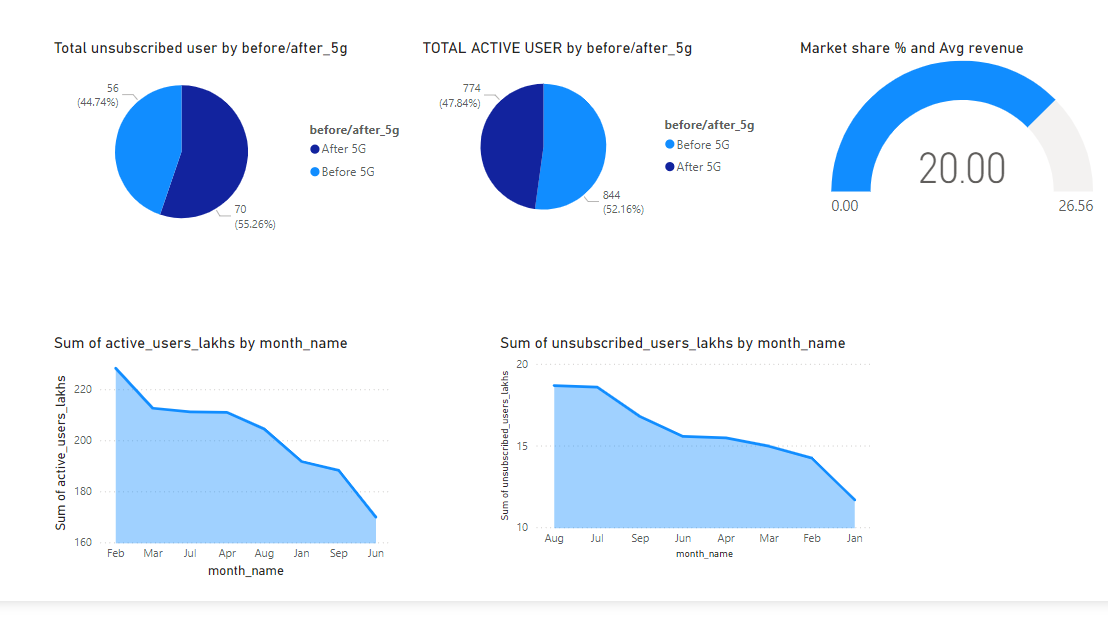 Total unsubscribed user by before/after_5g
56
(44.74%)
70
(55.26%)
before/after_5g
After 5G
Before 5G
TOTAL ACTIVE USER by before/after_5g
774
(47.84%)
844
(52.16%)
before/after_5g
Before 5G
After 5G
Market share % and Avg revenue
20.00
0.00
26.56
Sum of active_users_lakhs by month_name
Sum of active_users_lakhs
220
200
180
160
Feb
Mar
Jul
Apr
Aug
Jan
Sep
Jun
month_name
Sum of unsubscribed_users_lakhs by month_name
Sum of unsubscribed_users_lakhs
20
15
10
Aug
Jul
Sep
Jun
Apr
Mar
Feb
Jan
month_name